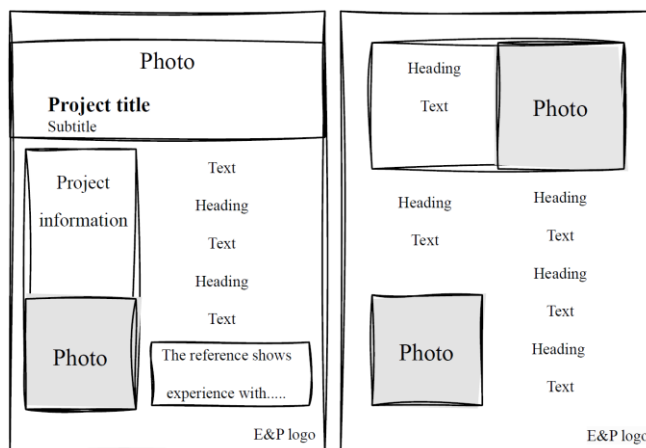 Photo
Project title
Subtitle
Project
information
Photo
Text
Heading
Text
Heading
Text
The reference shows
experience with.....
E&P logo
Heading
Text
Photo
Heading
Text
Photo
Heading
Text
Heading
Text
Heading
Text
E&P logo